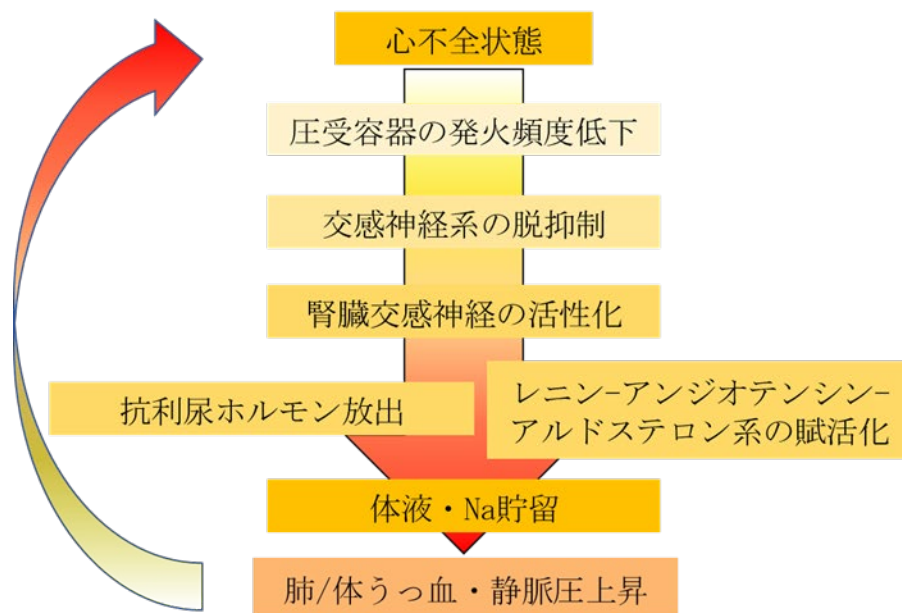 心不全状態
圧受容器の発火頻度低下
交感神経系の脱抑制
腎臓交感神経の活性化
抗利尿ホルモン放出
レニン-アンジオテンシン-
アルドステロン系の賦活化
体液・Na貯留
肺/体うっ血・静脈圧上昇